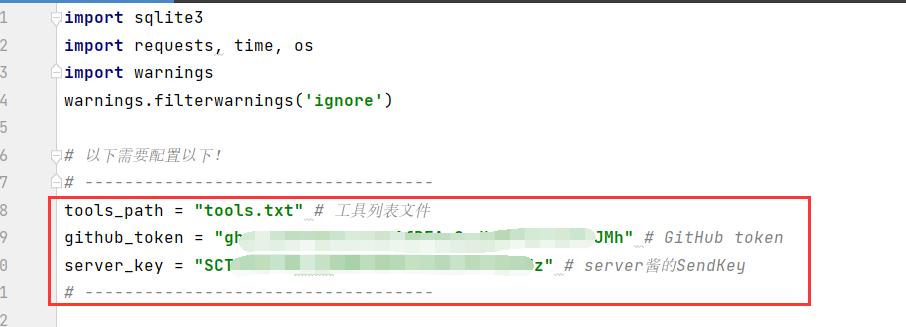 1 import sqlite3
2 import requests, time, os
3 import warnings
4 warnings.filterwarnings('ignore')
5
6 # 以下需要配置以下!
7 # -----------------------------------
8 tools_path = "tools.txt" # 工具列表文件
9 github_token = "gh JMh" # GitHub token
0 server_key = "SCT z" # server酱的SendKey
1 # -----------------------------------
2